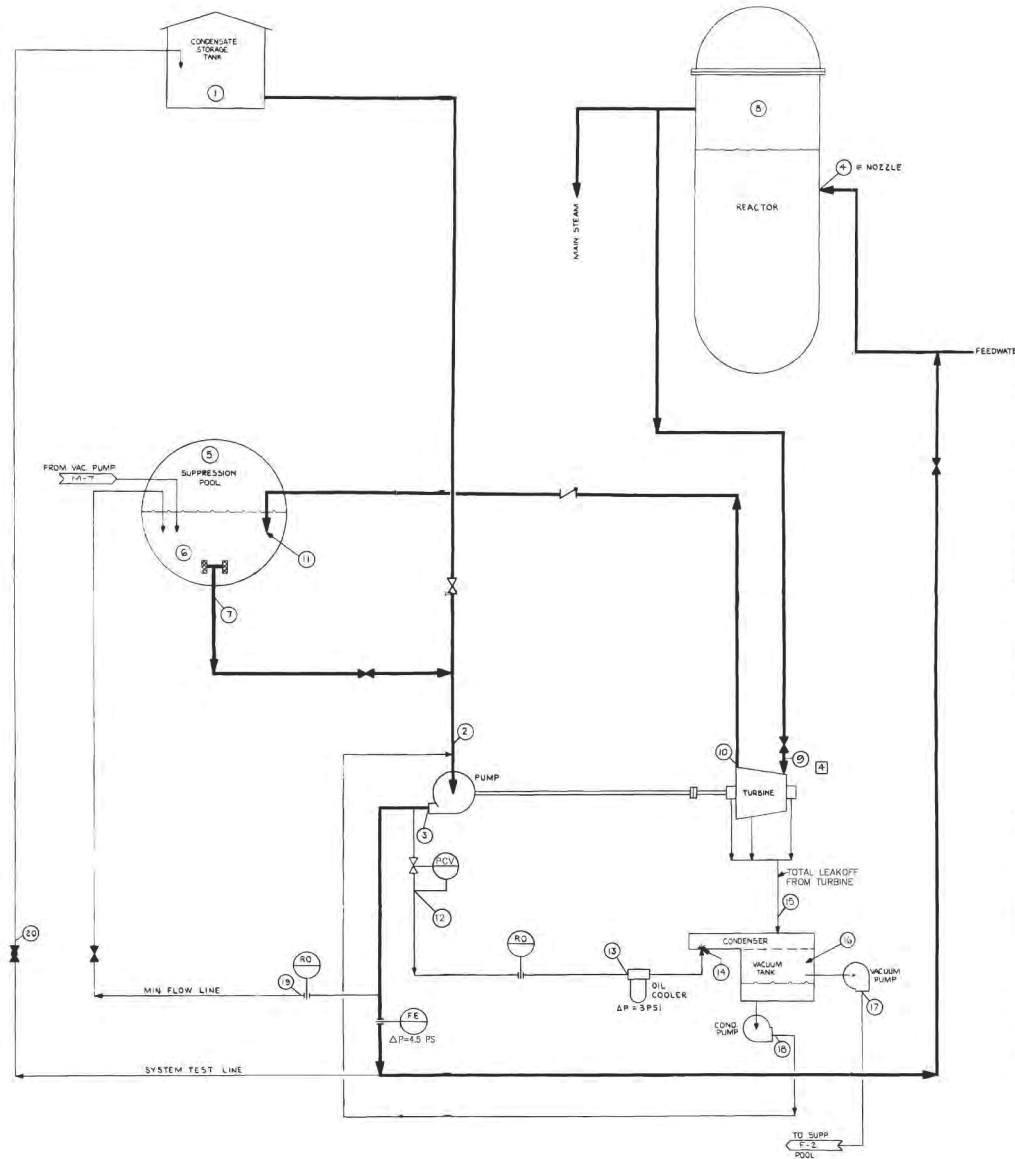 CONDENSATE
STORAGE
TANK
1
8
4 @ NOZZLE
REACTOR
MAIN STEAM
FEEDWATE
5
SUPPRESSION
POOL
FROM VAC. PUMP
M-7
6
11
7
2
PUMP
3
10
9
4
TURBINE
PCV
12
TOTAL LEAKOFF
FROM TURBINE
15
CONDENSER
16
VACUUM
TANK
14
VACUUM
PUMP
17
RO
13
OIL
COOLER
ΔP = 3 PSI
COND.
PUMP
18
20
RO
19
MIN FLOW LINE
FE
ΔP=4.5 PS
SYSTEM TEST LINE
TO SUPP
F-2
POOL